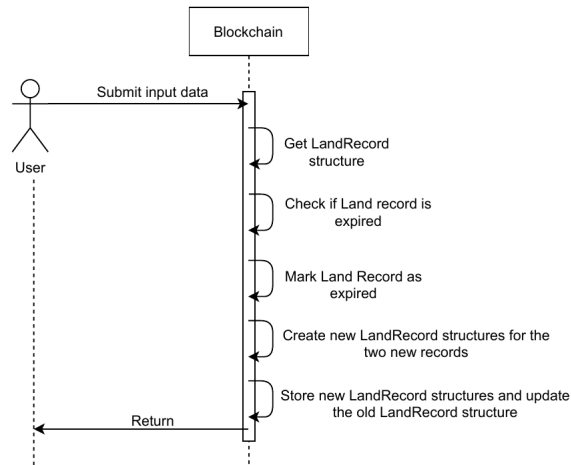 Blockchain
Submit input data
User
Get LandRecord
structure
Check if Land record is
expired
Mark Land Record as
expired
Create new LandRecord structures for the
two new records
Store new LandRecord structures and update
the old LandRecord structure
Return